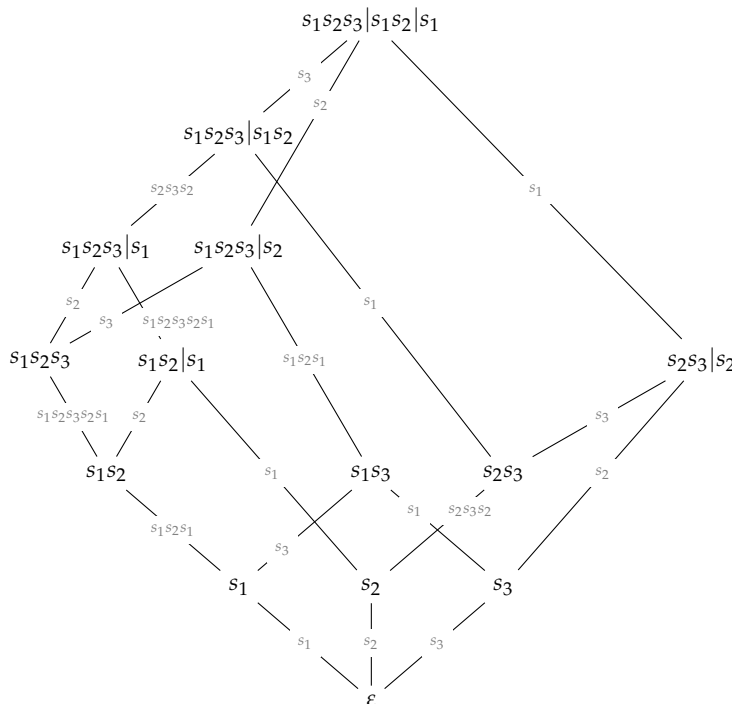 s₁s₂s₃|s₁s₂|s₁
s₃
s₂
s₁s₂s₃|s₁s₂
s₂s₃s₂
s₁
s₁s₂s₃|s₁ s₁s₂s₃|s₂
s₂ s₃ s₁s₂s₃s₂s₁ s₁
s₁s₂s₃ s₁s₂|s₁ s₁s₂s₁ s₂s₃|s₂
s₁s₂s₃s₂s₁ s₂ s₃
s₁s₂ s₁ s₁s₃ s₂s₃ s₂
s₁s₂s₁ s₃ s₁ s₂s₃s₂
s₁ s₂ s₃
s₁ s₂ s₃
ε